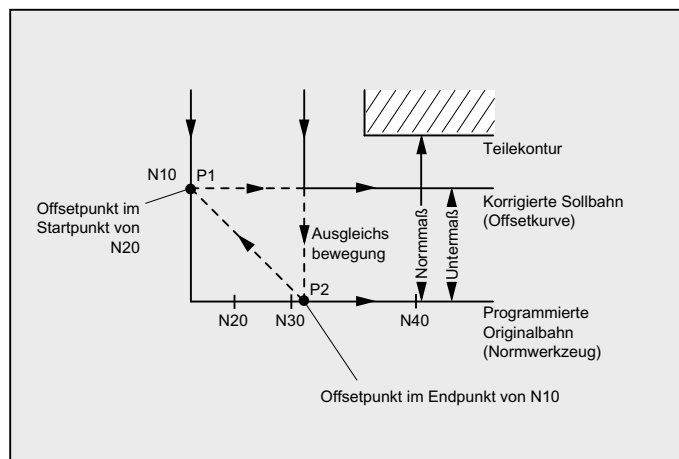 Teilekontur
N10
P1
Korrigierte Sollbahn
(Offsetkurve)
Offsetpunkt im
Startpunkt von
N20
Ausgleichs
bewegung
Normmaß
Untermaß
P2
N20
N30
N40
Programmierte
Originalbahn
(Normwerkzeug)
Offsetpunkt im Endpunkt von N10